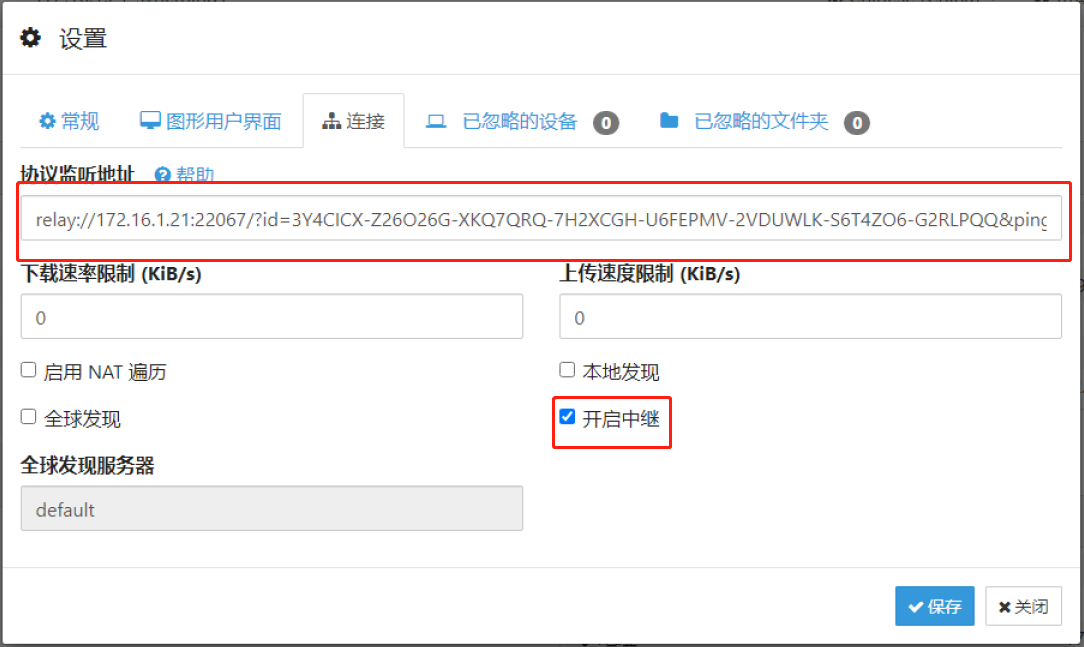 设置
常规 图形用户界面 连接 已忽略的设备 0 已忽略的文件夹 0
协议监听地址 帮助
relay://172.16.1.21:22067/?id=3Y4CICX-Z26O26G-XKQ7QRQ-7H2XCGH-U6FEPMV-2VDUWLK-S6T4ZO6-G2RLPQQ&ping
下载速率限制 (KiB/s) 上传速度限制 (KiB/s)
0 0
启用 NAT 遍历 本地发现
全球发现 开启中继
全球发现服务器
default
保存 关闭